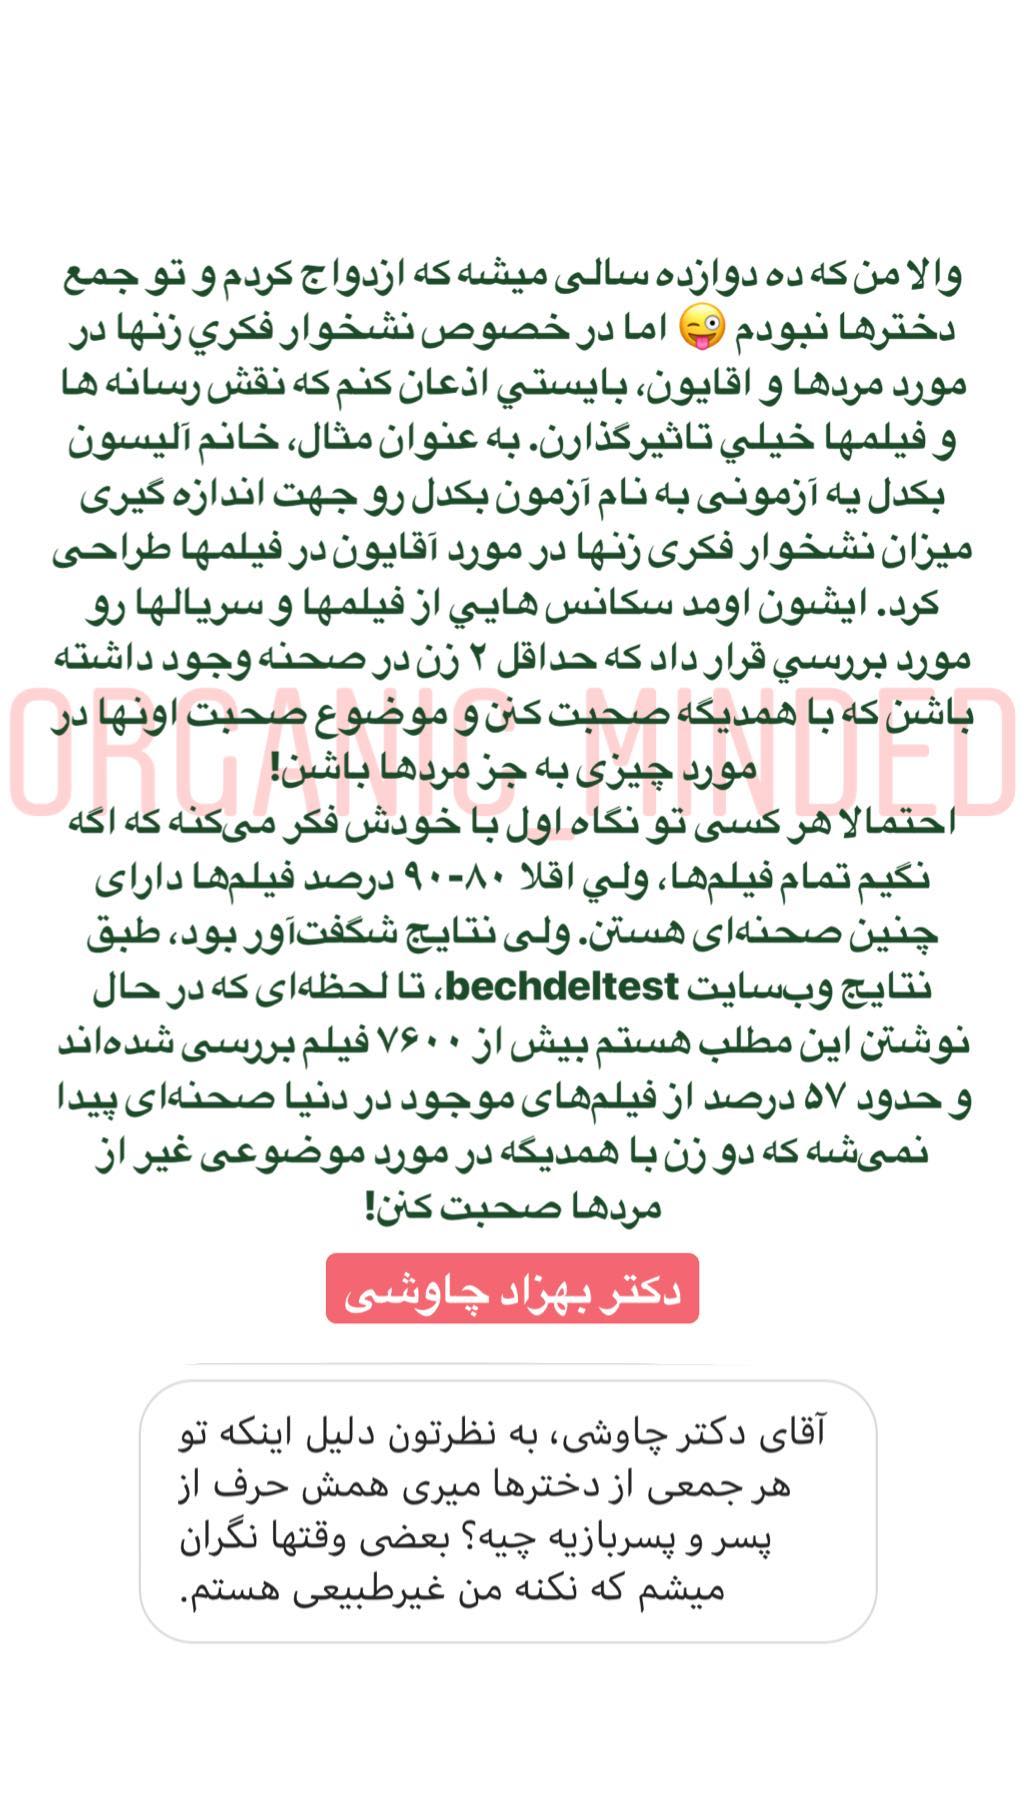 والا من که ده دوازده سالی میشه که ازدواج کردم و تو جمع
دخترها نبودم 😜 اما در خصوص نشخوار فكري زنها در
مورد مردها و اقایون، بايستي اذعان کنم که نقش رسانه ها
و فیلمها خيلي تاثیرگذارن. به عنوان مثال، خانم آلیسون
بکدل یه آزمونی به نام آزمون بکدل رو جهت اندازه گیری
میزان نشخوار فکری زنها در مورد آقایون در فیلمها طراحی
کرد. ایشون اومد سکانس هايي از فیلمها و سریالها رو
مورد بررسي قرار داد که حداقل ۲ زن در صحنه وجود داشته
باشن که با همدیگه صحبت کنن و موضوع صحبت اونها در
مورد چیزی به جز مردها باشن!
ORGANIC_MINDED
احتمالا هر کسی تو نگاه اول با خودش فکر می‌کنه که اگه
نگیم تمام فیلم‌ها، ولي اقلا ۸۰-۹۰ درصد فیلم‌ها دارای
چنین صحنه‌ای هستن. ولی نتایج شگفت‌آور بود، طبق
نتایج وب‌سایت bechdeltest، تا لحظه‌ای که در حال
نوشتن این مطلب هستم بیش از ۷۶۰۰ فیلم بررسی شده‌اند
و حدود ۵۷ درصد از فیلم‌های موجود در دنیا صحنه‌ای پیدا
نمی‌شه که دو زن با همدیگه در مورد موضوعی غیر از
مردها صحبت کنن!
دکتر بهزاد چاوشی
آقای دکتر چاوشی، به نظرتون دلیل اینکه تو
هر جمعی از دخترها میری همش حرف از
پسر و پسربازیه چیه؟ بعضی وقتها نگران
میشم که نکنه من غیرطبیعی هستم.